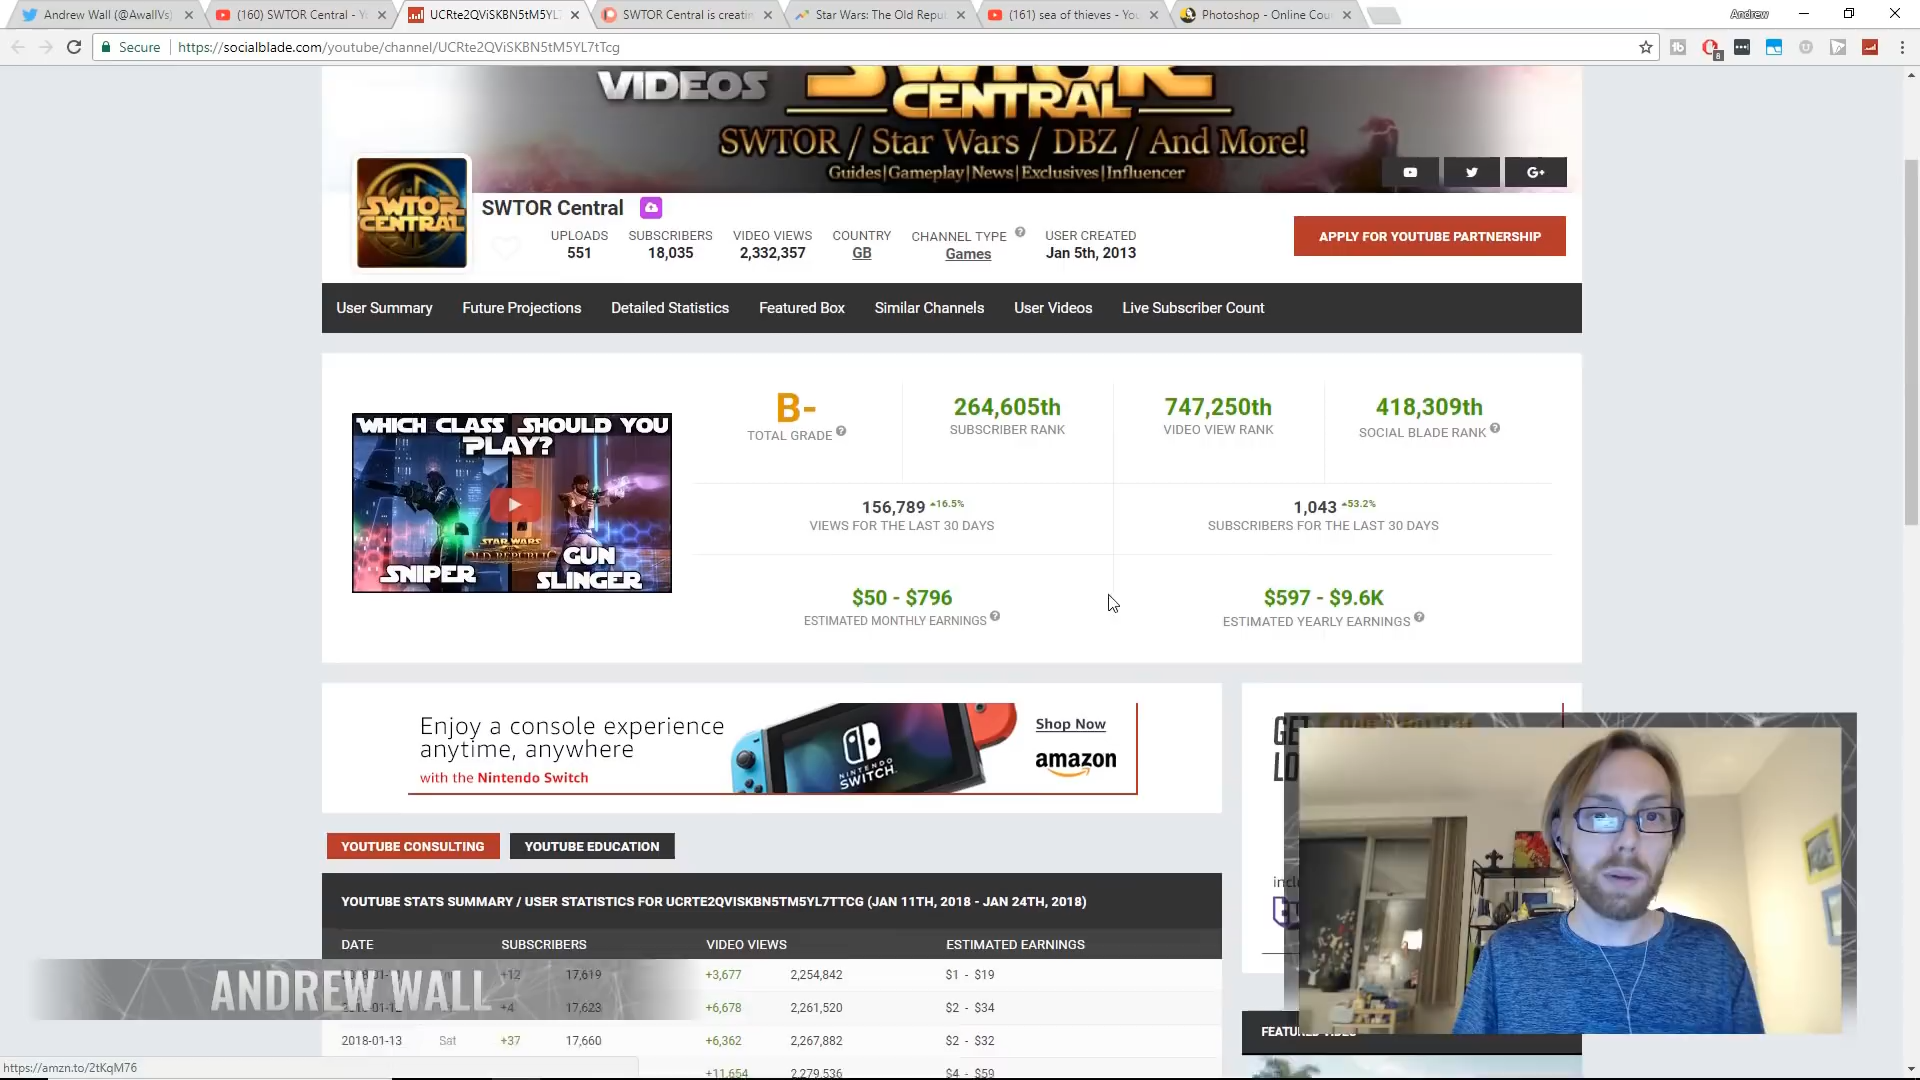 Andrew Wall (@AwallVs)
(160) SWTOR Central - Y
UCRte2QViSKBN5tM5YL7
SWTOR Central is creatin
Star Wars: The Old Repu
(161) sea of thieves - You
Photoshop - Online Cou
Andrew
Secure
https://socialblade.com/youtube/channel/UCRte2QViSKBN5tM5YL7tTcg
8
VIDEOS
SWTOR
CENTRAL
SWTOR / Star Wars / DBZ / And More!
Guides|Gameplay|News|Exclusives|Influencer
G+
SWTOR
CENTRAL
SWTOR Central
UPLOADS
551
SUBSCRIBERS
18,035
VIDEO VIEWS
2,332,357
COUNTRY
GB
CHANNEL TYPE
Games
USER CREATED
Jan 5th, 2013
APPLY FOR YOUTUBE PARTNERSHIP
User Summary
Future Projections
Detailed Statistics
Featured Box
Similar Channels
User Videos
Live Subscriber Count
WHICH CLASS SHOULD YOU
PLAY?
STAR WARS
OLD REPUBLIC
SNIPER
GUN
SLINGER
B-
TOTAL GRADE
264,605th
SUBSCRIBER RANK
747,250th
VIDEO VIEW RANK
418,309th
SOCIAL BLADE RANK
156,789 16.5%
VIEWS FOR THE LAST 30 DAYS
1,043 53.2%
SUBSCRIBERS FOR THE LAST 30 DAYS
$50 - $796
ESTIMATED MONTHLY EARNINGS
$597 - $9.6K
ESTIMATED YEARLY EARNINGS
Enjoy a console experience
anytime, anywhere
with the Nintendo Switch
NINTENDO
SWITCH
Shop Now
amazon
YOUTUBE CONSULTING
YOUTUBE EDUCATION
YOUTUBE STATS SUMMARY / USER STATISTICS FOR UCRTE2QVISKBN5TM5YL7TTCG (JAN 11TH, 2018 - JAN 24TH, 2018)
DATE SUBSCRIBERS VIDEO VIEWS ESTIMATED EARNINGS
+12 17,619 +3,677 2,254,842 $1 - $19
+4 17,623 +6,678 2,261,520 $2 - $34
2018-01-13 Sat +37 17,660 +6,362 2,267,882 $2 - $32
+11,654 2,279,536 $4 - $59
ANDREW WALL
https://amzn.to/2tKqM76